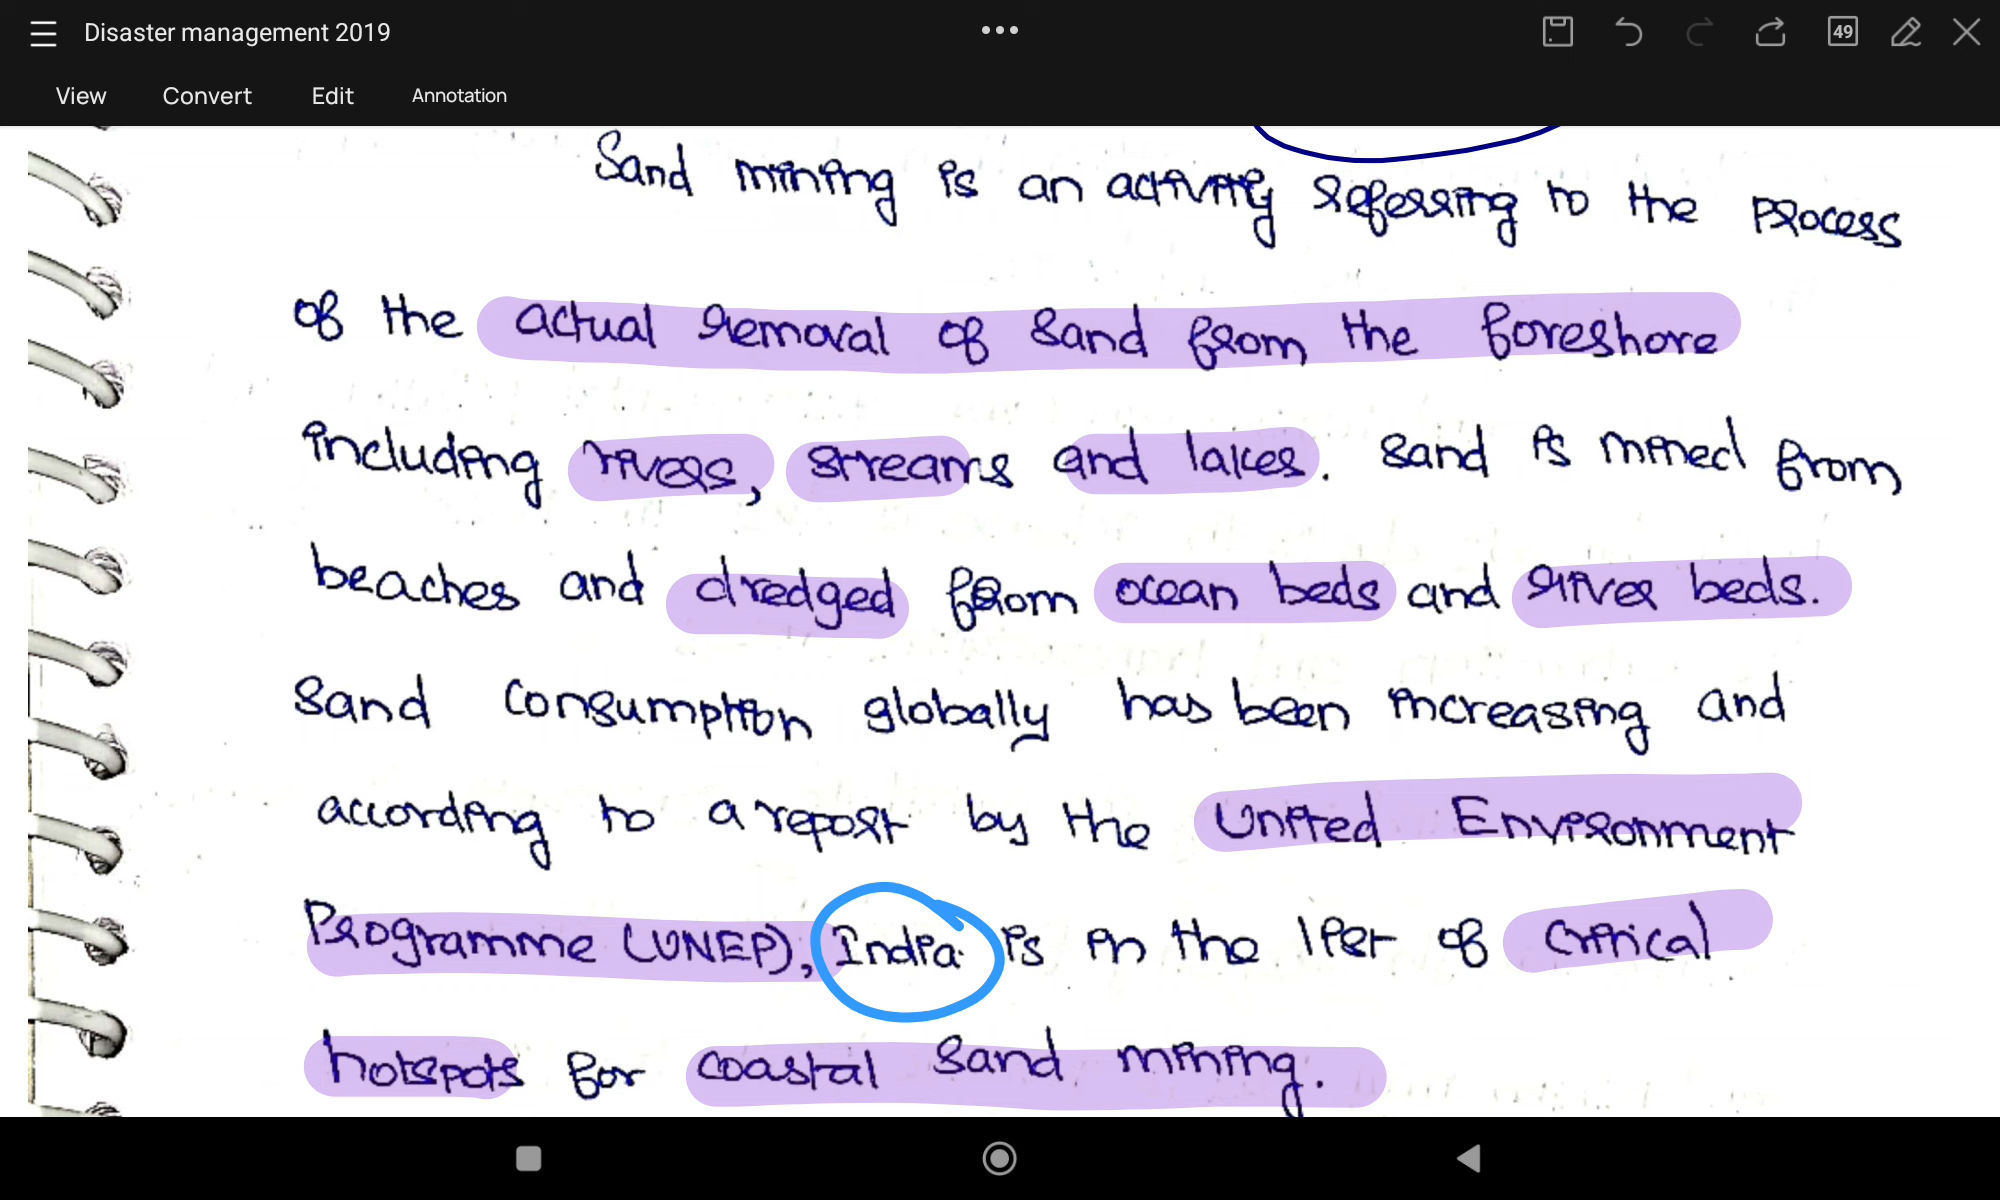 Disaster management 2019
49
View Convert Edit Annotation
Sand mining is an activity referring to the process
of the actual removal of sand from the foreshore
including rivers, streams and lakes. Sand is mined from
beaches and dredged from ocean beds and river beds.
Sand consumption globally has been increasing and
according to a report by the United Environment
Programme (UNEP), India is in the list of critical
hotspots for coastal sand mining.